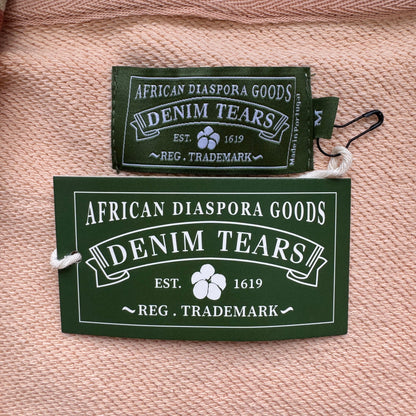 AFRICAN DIASPORA GOODS
DENIM TEARS
EST. 1619
~REG. TRADEMARK~
Made in Portugal
M
AFRICAN DIASPORA GOODS
DENIM TEARS
EST. 1619
~REG . TRADEMARK~